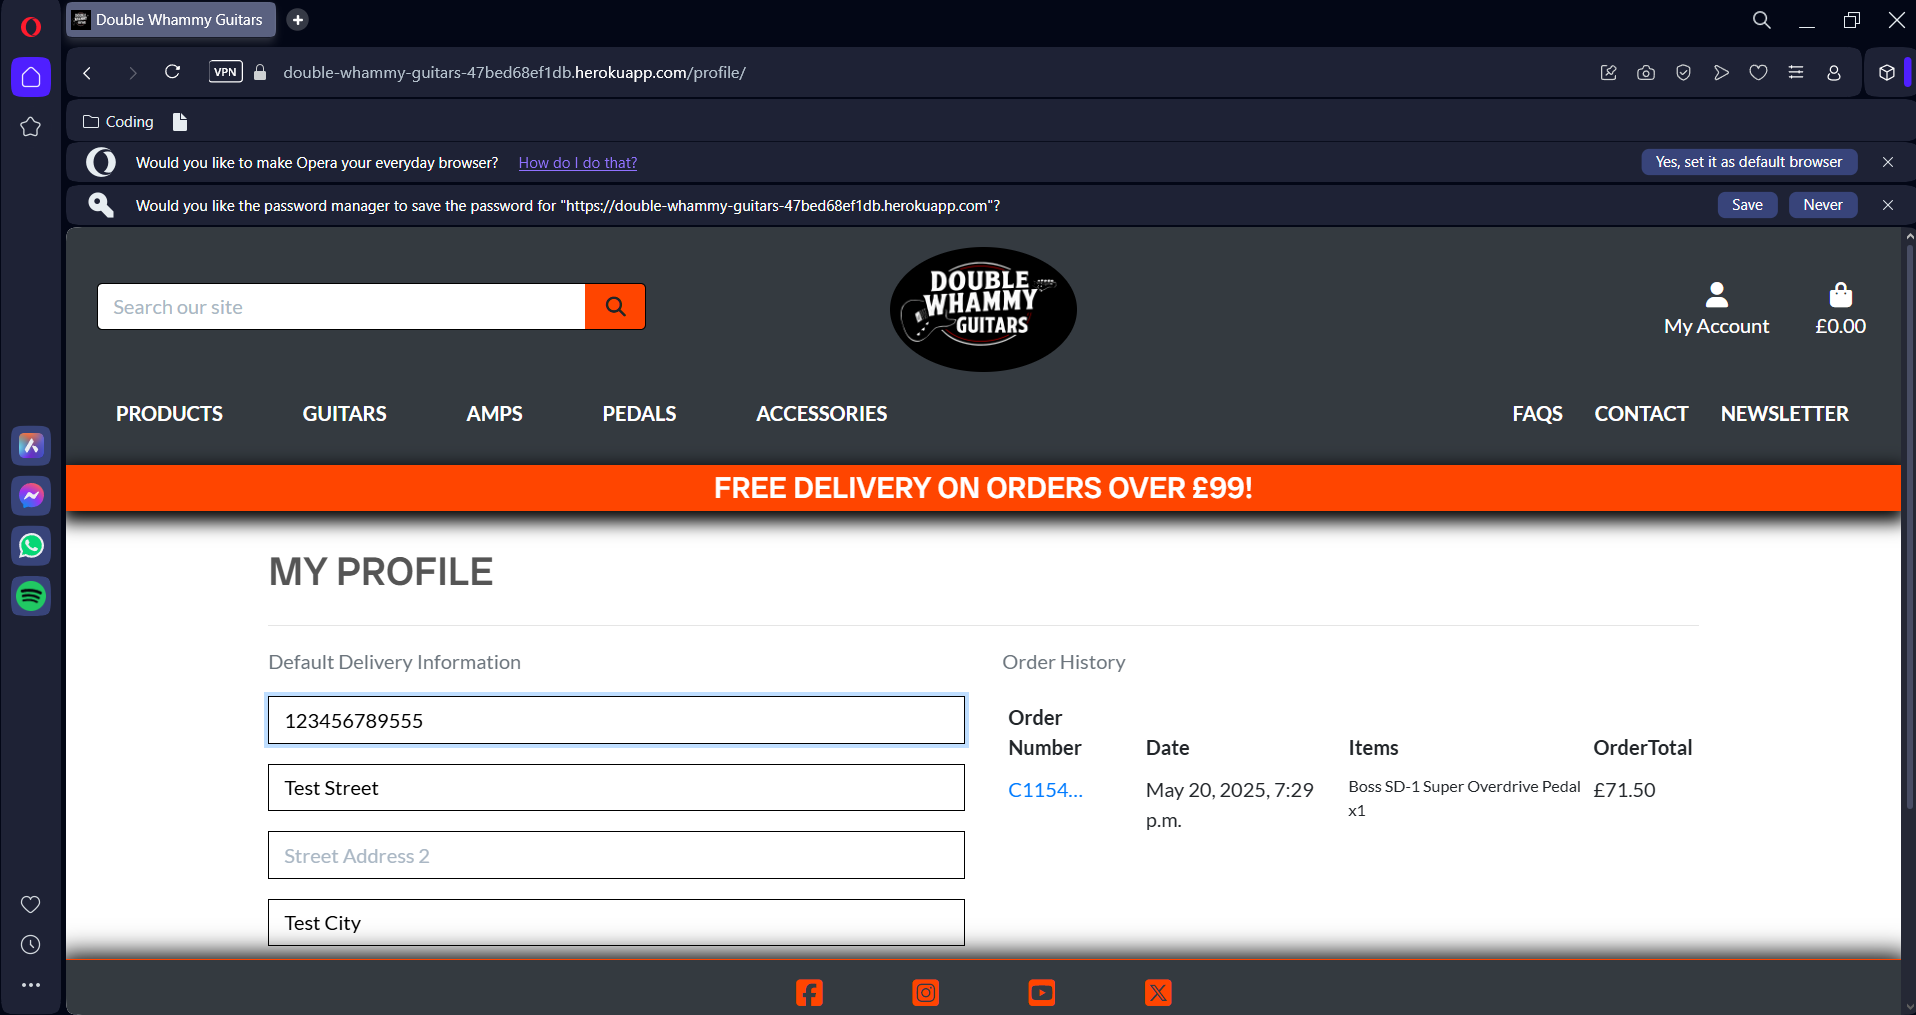 Double Whammy Guitars
VPN
double-whammy-guitars-47bed68ef1db.herokuapp.com/profile/
Coding
Would you like to make Opera your everyday browser? How do I do that? Yes, set it as default browser
Would you like the password manager to save the password for "https://double-whammy-guitars-47bed68ef1db.herokuapp.com"? Save Never
Search our site
DOUBLE
WHAMMY
GUITARS
My Account
£0.00
PRODUCTS GUITARS AMPS PEDALS ACCESSORIES FAQS CONTACT NEWSLETTER
FREE DELIVERY ON ORDERS OVER £99!
MY PROFILE
Default Delivery Information
123456789555
Test Street
Street Address 2
Test City
Order History
Order
Number Date Items OrderTotal
C1154... May 20, 2025, 7:29 Boss SD-1 Super Overdrive Pedal £71.50
p.m. x1